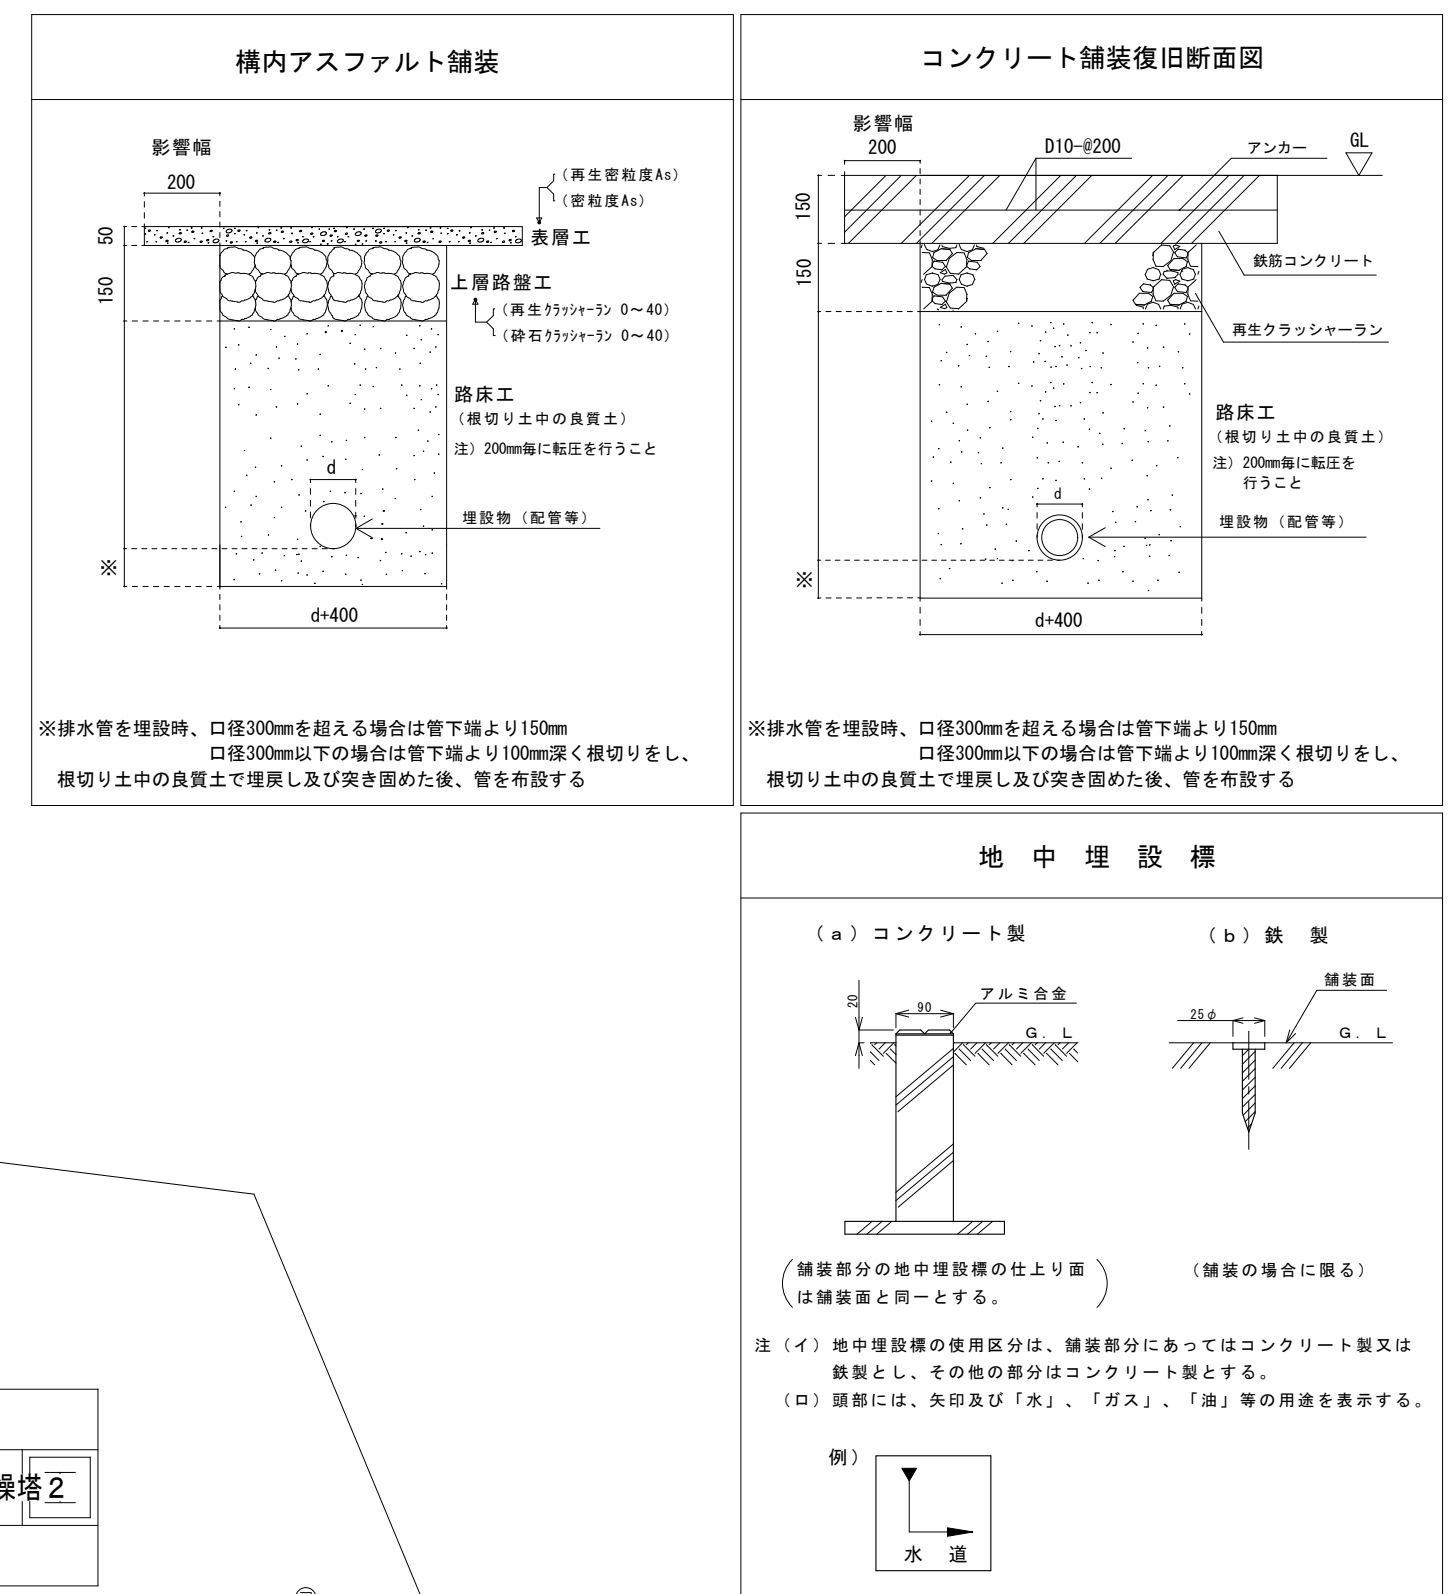 構内アスファルト舗装
影響幅
200
(再生密粒度As)
(密粒度As)
表層工
50
150
上層路盤工
(再生クラッシャーラン 0～40)
(砕石クラッシャーラン 0～40)
路床工
(根切り土中の良質土)
注) 200mm毎に転圧を行うこと
d
埋設物(配管等)
※
d+400
※排水管を埋設時、口径300mmを超える場合は管下端より150mm
口径300mm以下の場合は管下端より100mm深く根切りをし、
根切り土中の良質土で埋戻し及び突き固めた後、管を布設する
コンクリート舗装復旧断面図
影響幅
200
D10-@200
アンカー
GL
150
150
鉄筋コンクリート
再生クラッシャーラン
路床工
(根切り土中の良質土)
注) 200mm毎に転圧を
行うこと
d
埋設物(配管等)
※
d+400
※排水管を埋設時、口径300mmを超える場合は管下端より150mm
口径300mm以下の場合は管下端より100mm深く根切りをし、
根切り土中の良質土で埋戻し及び突き固めた後、管を布設する
地中埋設標
(a)コンクリート製
20
90
アルミ合金
G. L
(舗装部分の地中埋設標の仕上り面
は舗装面と同一とする。)
(b)鉄 製
舗装面
25φ
G. L
(舗装の場合に限る)
注(イ)地中埋設標の使用区分は、舗装部分にあってはコンクリート製又は
鉄製とし、その他の部分はコンクリート製とする。
(ロ)頭部には、矢印及び「水」、「ガス」、「油」等の用途を表示する。
例)
水 道
塔2